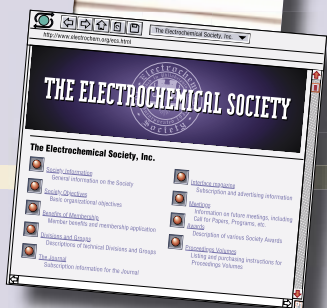 The Electrochemical Society, Inc.
http://www.electrochem.org/ecs.html
Electrochemical
THE ELECTROCHEMICAL SOCIETY
Society
The Electrochemical Society, Inc.
Society Information
General information on the Society
Society Objectives
Basic organizational objectives
Benefits of Membership
Member benefits and membership application
Divisions and Groups
Descriptions of technical Divisions and Groups
The Journal
Subscription information for the Journal
Interface magazine
Subscription and advertising information
Meetings
Information on future meetings, including
Call for Papers, Programs, etc.
Awards
Description of various Society Awards
Proceedings Volumes
Listing and purchasing instructions for
Proceedings Volumes